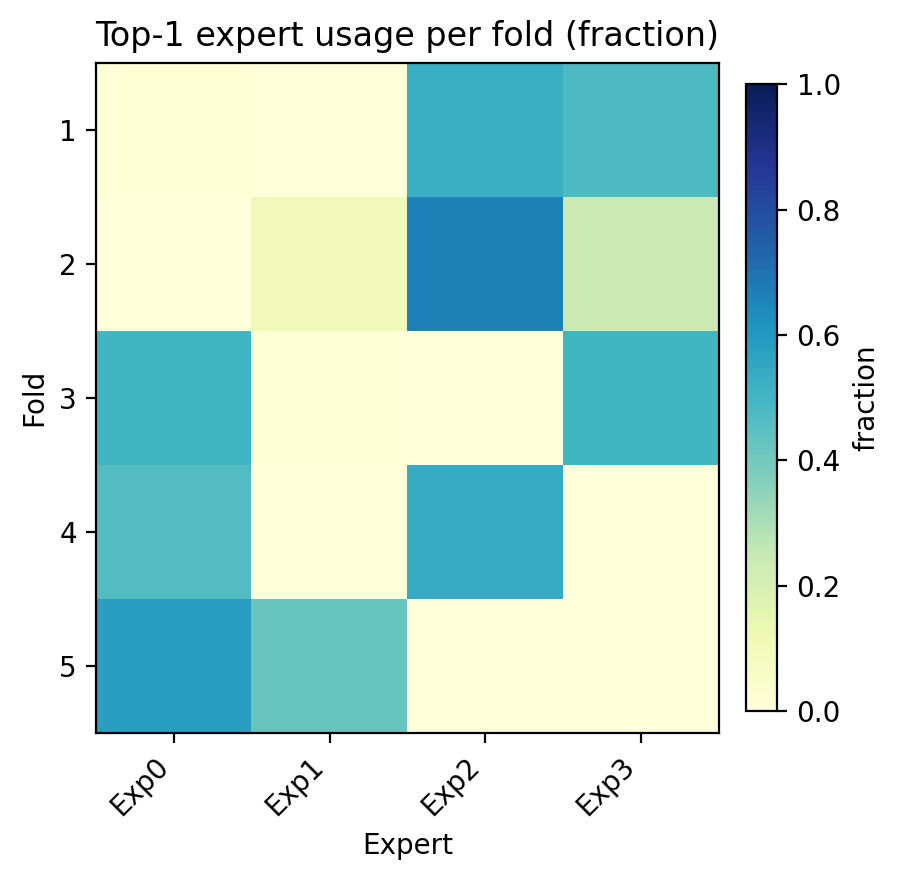 Top-1 expert usage per fold (fraction)
1
2
3
4
5
Fold
Exp0
Exp1
Exp2
Exp3
Expert
1.0
0.8
0.6
0.4
0.2
0.0
fraction